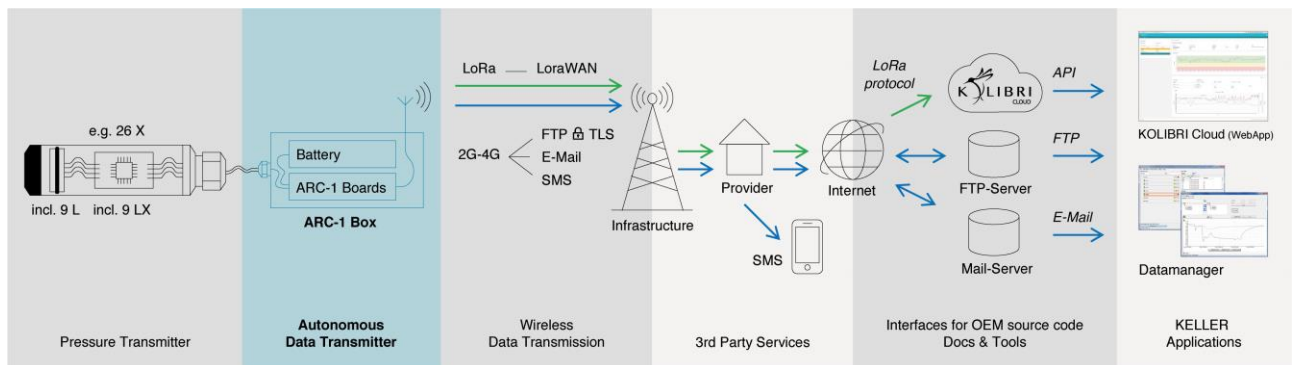 e.g. 26 X
incl. 9 L
incl. 9 LX
Pressure Transmitter
Battery
ARC-1 Boards
ARC-1 Box
Autonomous
Data Transmitter
LoRa
LoraWAN
2G-4G
FTP TLS
E-Mail
SMS
Wireless
Data Transmission
Infrastructure
Provider
SMS
3rd Party Services
Internet
LoRa
protocol
KOLIBRI
CLOUD
API
FTP
FTP-Server
E-Mail
Mail-Server
Interfaces for OEM source code
Docs & Tools
KOLIBRI Cloud (WebApp)
Datamanager
KELLER
Applications